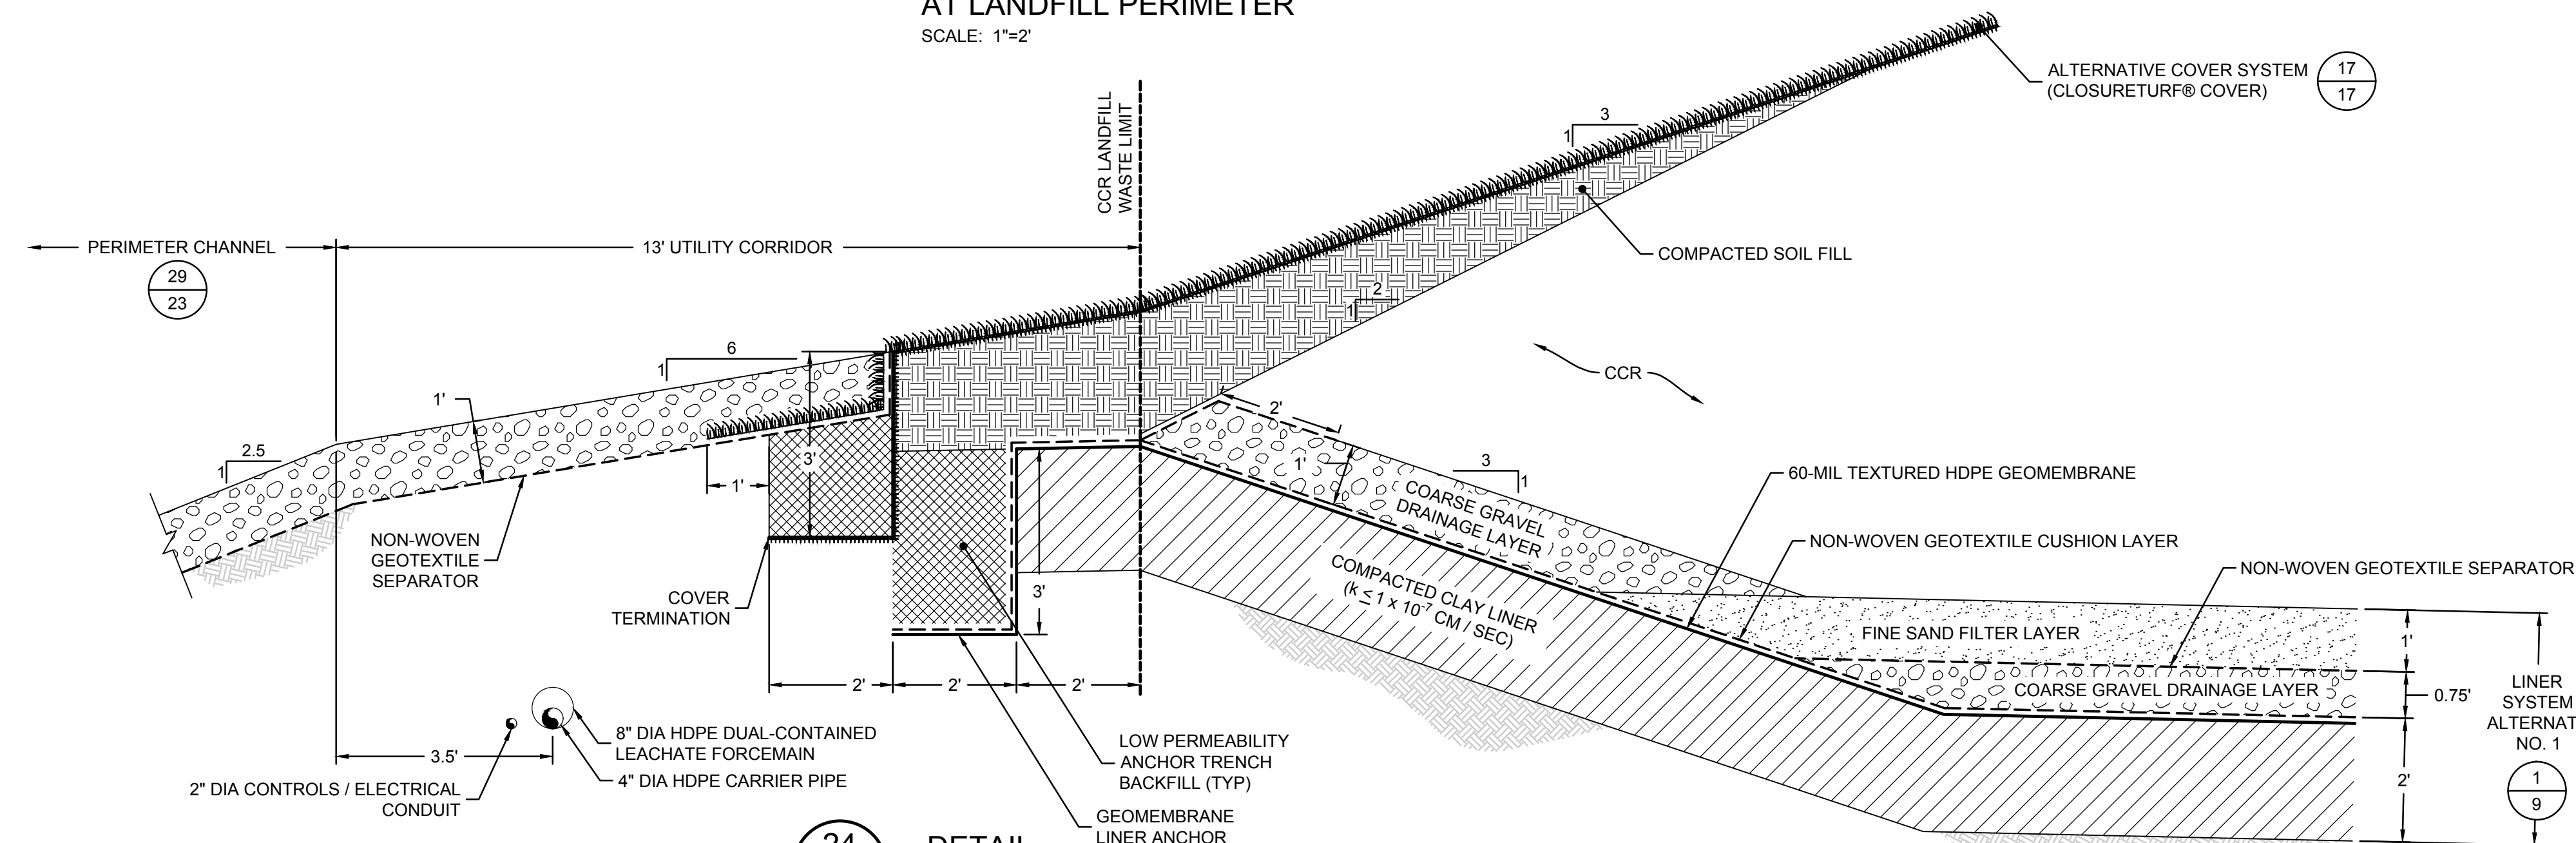 AT LANDFILL PERIMETER
SCALE: 1"=2'
ALTERNATIVE COVER SYSTEM
(CLOSURETURF® COVER)
17
17
CCR LANDFILL
WASTE LIMIT
3
1
PERIMETER CHANNEL
29
23
13' UTILITY CORRIDOR
COMPACTED SOIL FILL
2
1
6
1
CCR
1'
2'
2.5
1
3'
1'
3
1
1'
60-MIL TEXTURED HDPE GEOMEMBRANE
COARSE GRAVEL
DRAINAGE LAYER
NON-WOVEN
GEOTEXTILE
SEPARATOR
NON-WOVEN GEOTEXTILE CUSHION LAYER
COMPACTED CLAY LINER
(k ≤ 1 x 10⁻⁷ CM / SEC)
NON-WOVEN GEOTEXTILE SEPARATOR
COVER
TERMINATION
3'
FINE SAND FILTER LAYER
1'
2'
2'
2'
COARSE GRAVEL DRAINAGE LAYER
0.75'
LINER
SYSTEM
ALTERNAT
NO. 1
1
9
2'
8" DIA HDPE DUAL-CONTAINED
LEACHATE FORCEMAIN
4" DIA HDPE CARRIER PIPE
3.5'
2" DIA CONTROLS / ELECTRICAL
CONDUIT
LOW PERMEABILITY
ANCHOR TRENCH
BACKFILL (TYP)
GEOMEMBRANE
LINER ANCHOR
24
DETAIL